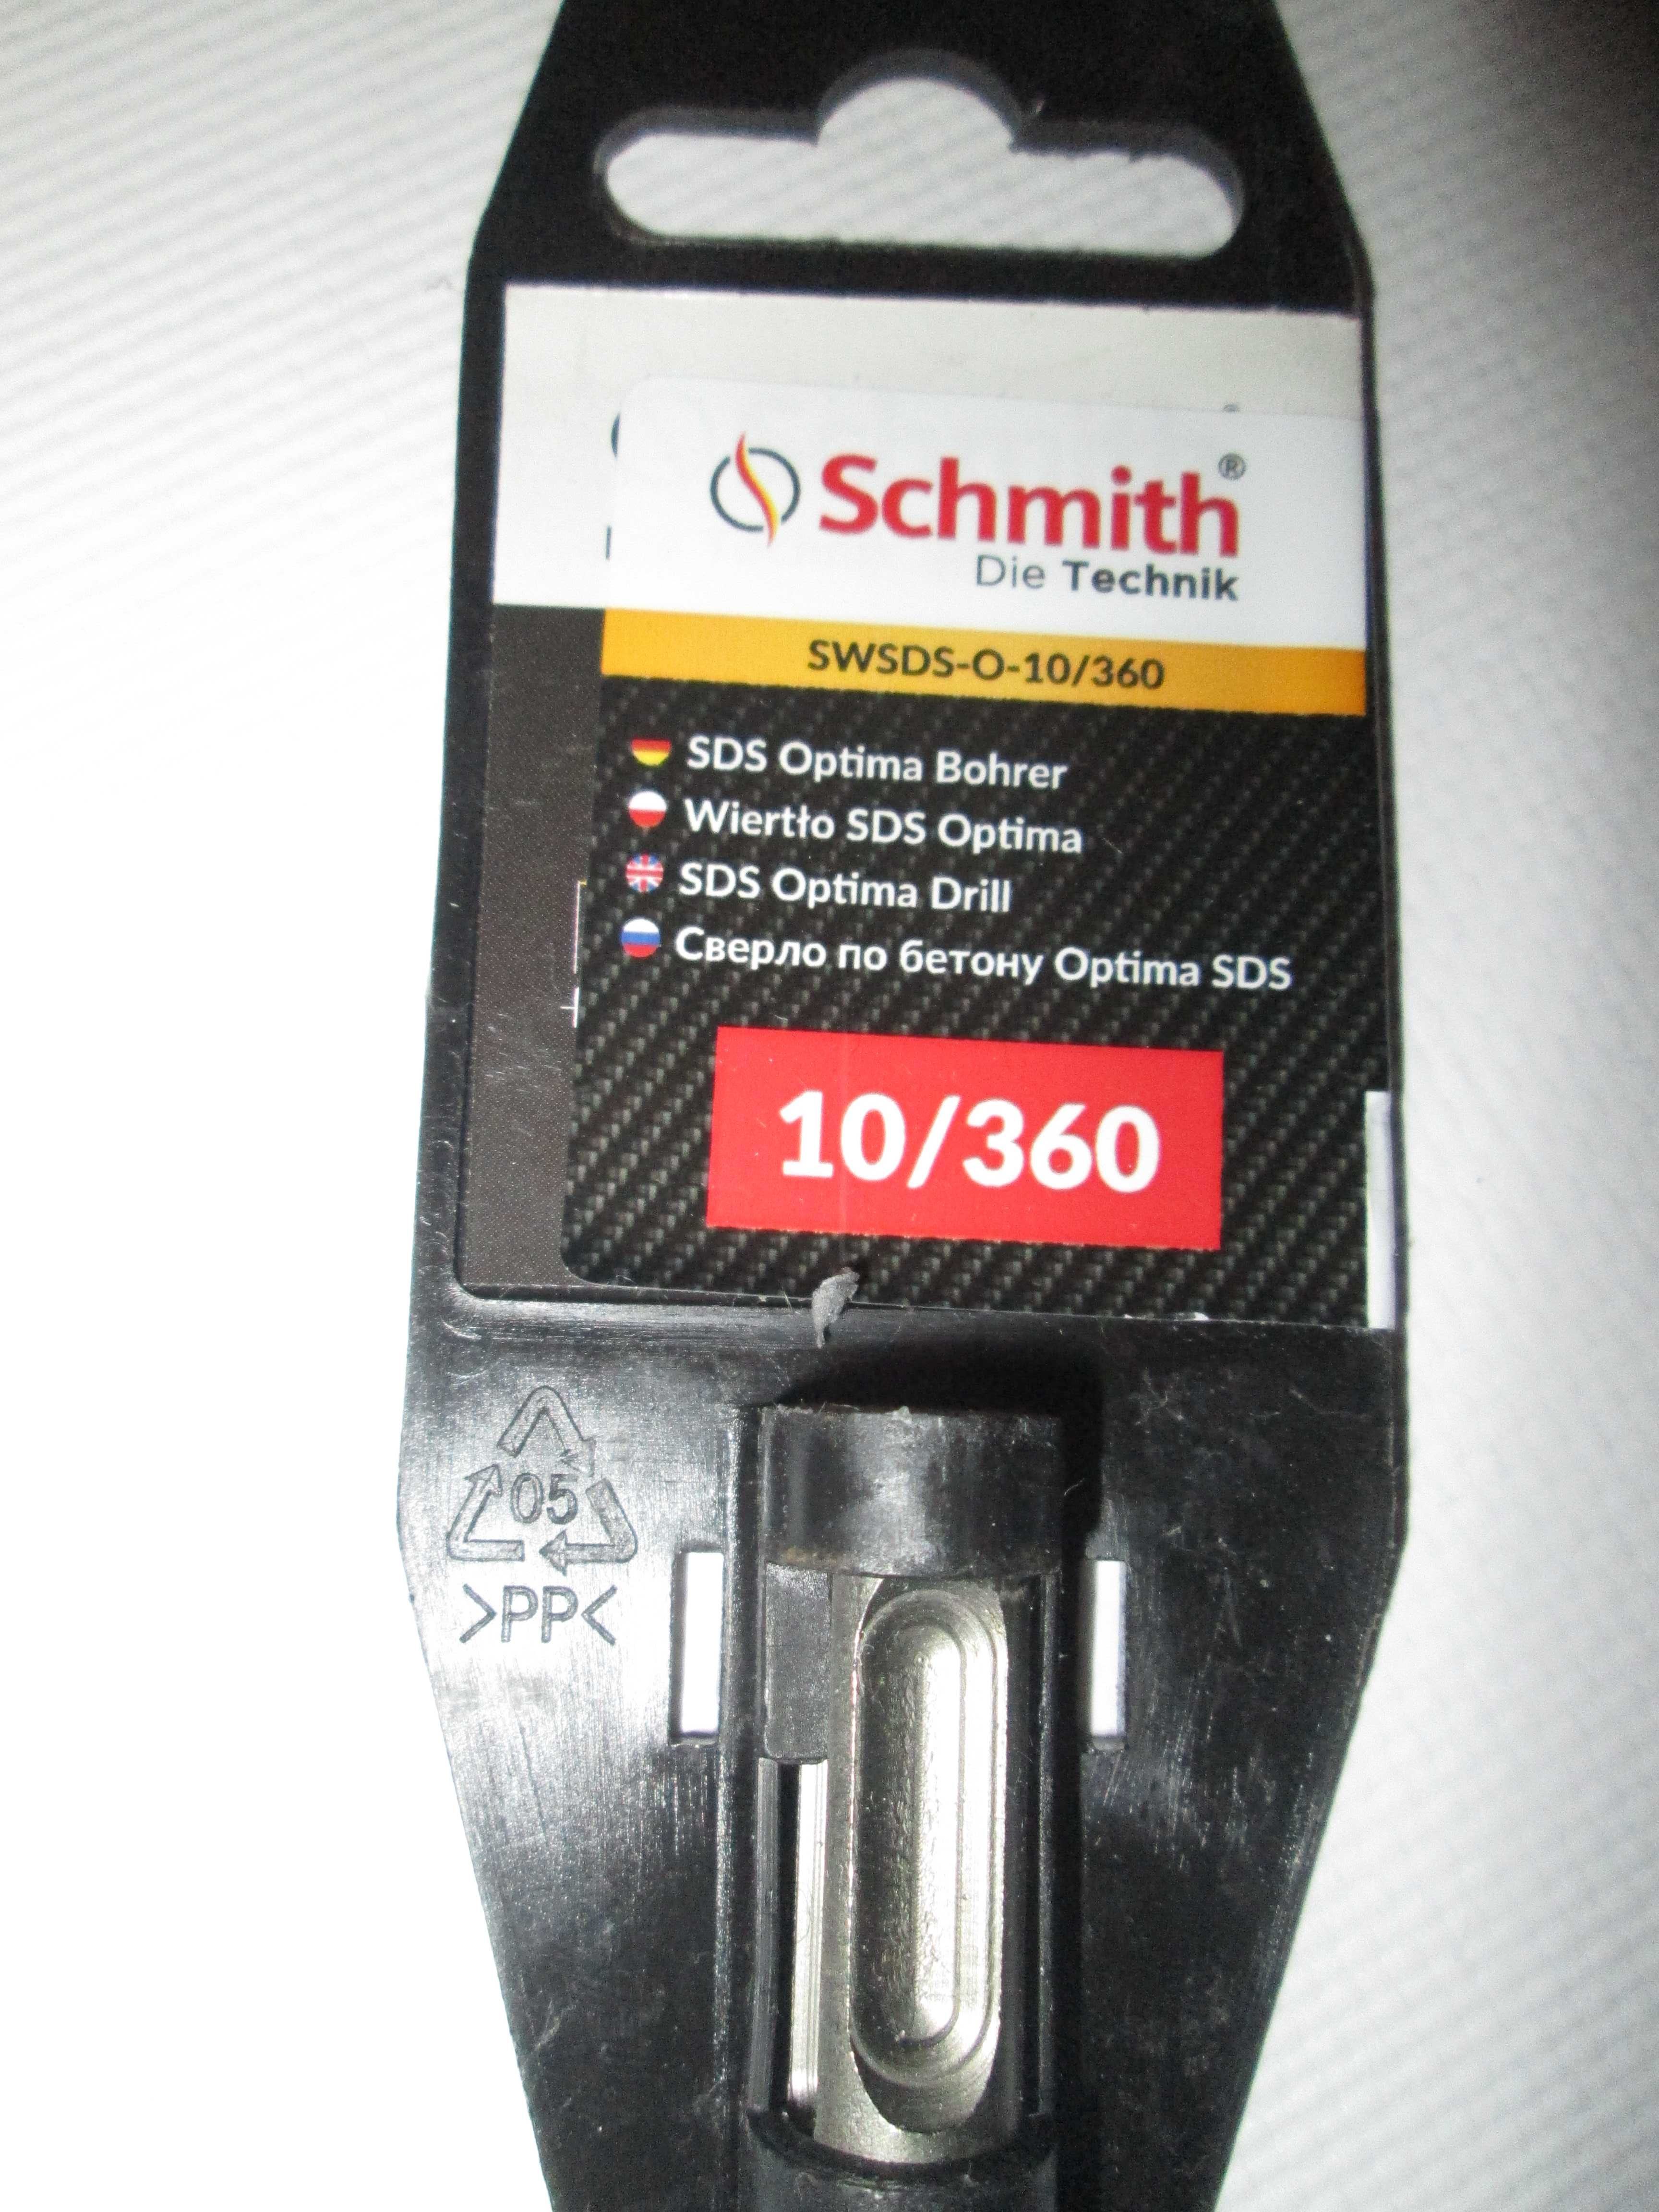 Schmith®
Die Technik
SWSDS-O-10/360
SDS Optima Bohrer
Wiertło SDS Optima
SDS Optima Drill
Сверло по бетону Optima SDS
10/360
05
>PP<